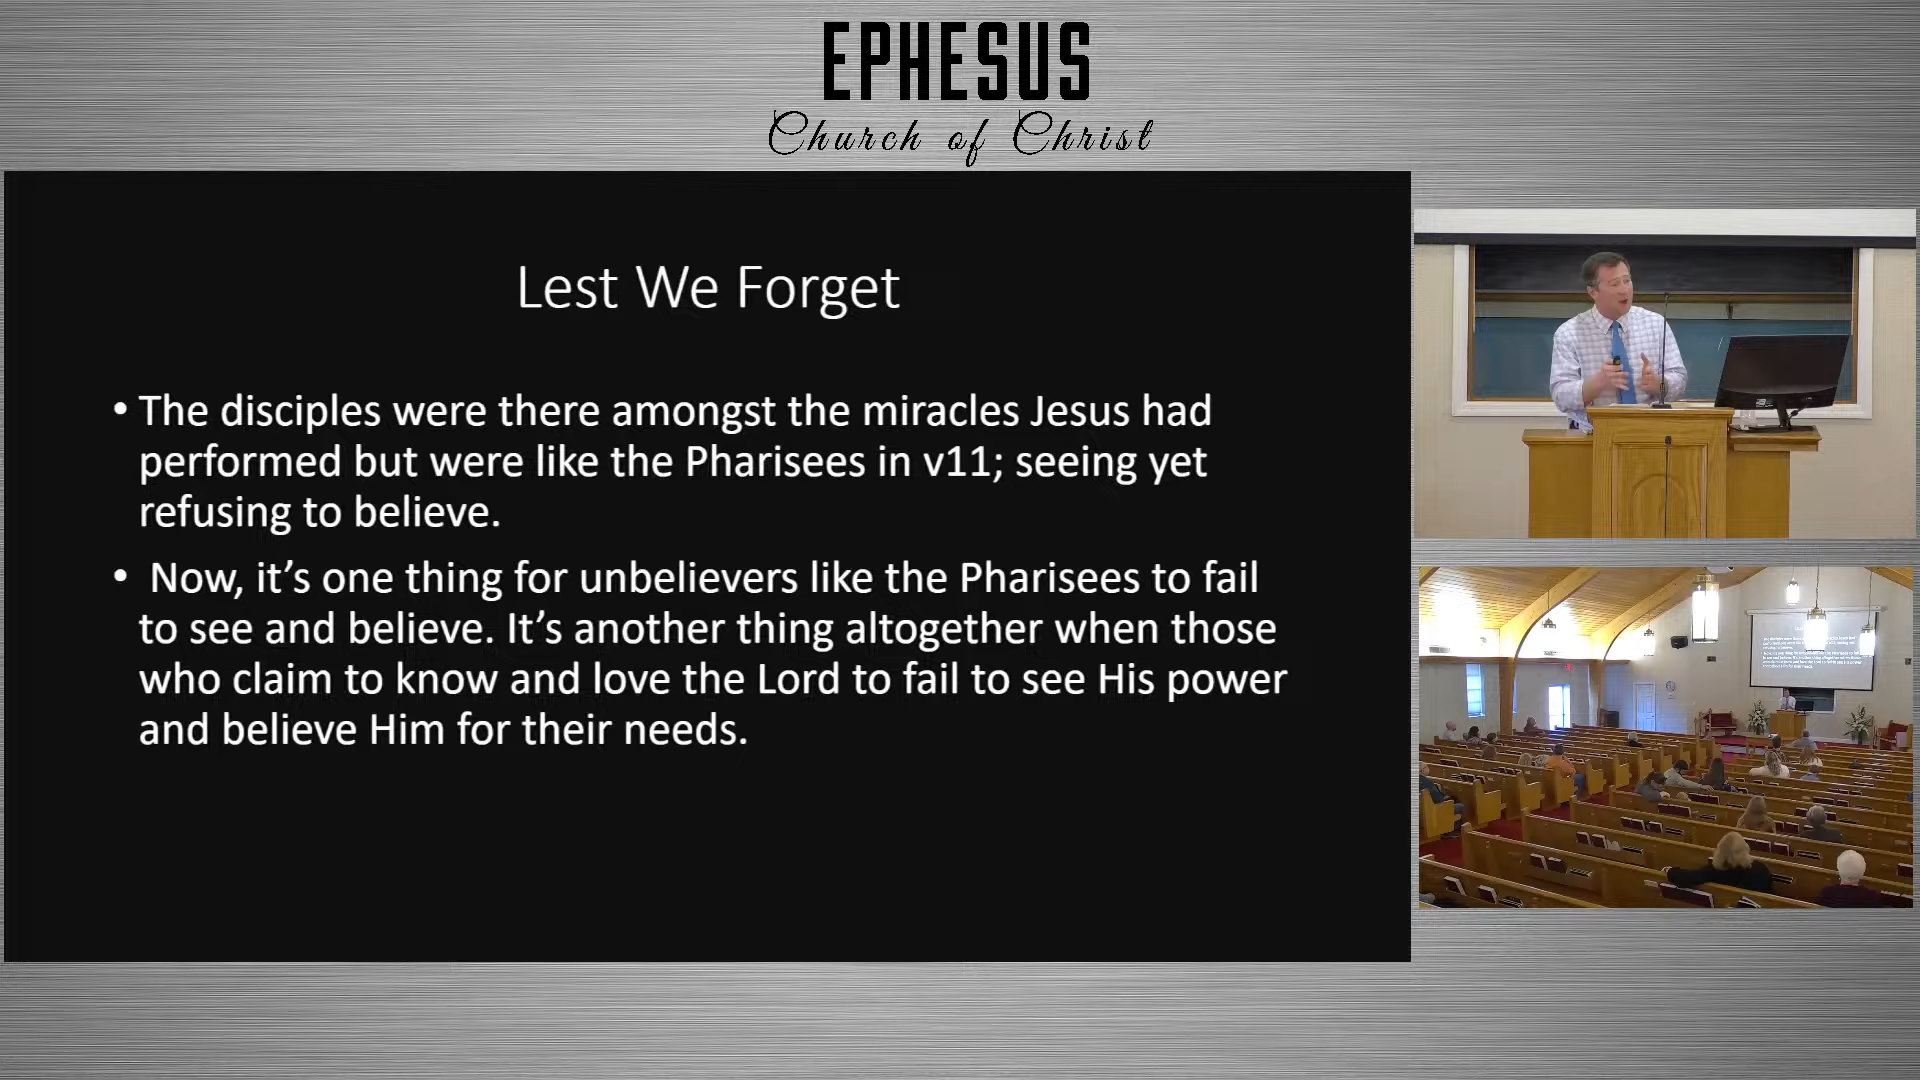 EPHESUS
Church of Christ
Lest We Forget
• The disciples were there amongst the miracles Jesus had
performed but were like the Pharisees in v11; seeing yet
refusing to believe.
• Now, it’s one thing for unbelievers like the Pharisees to fail
to see and believe. It’s another thing altogether when those
who claim to know and love the Lord to fail to see His power
and believe Him for their needs.